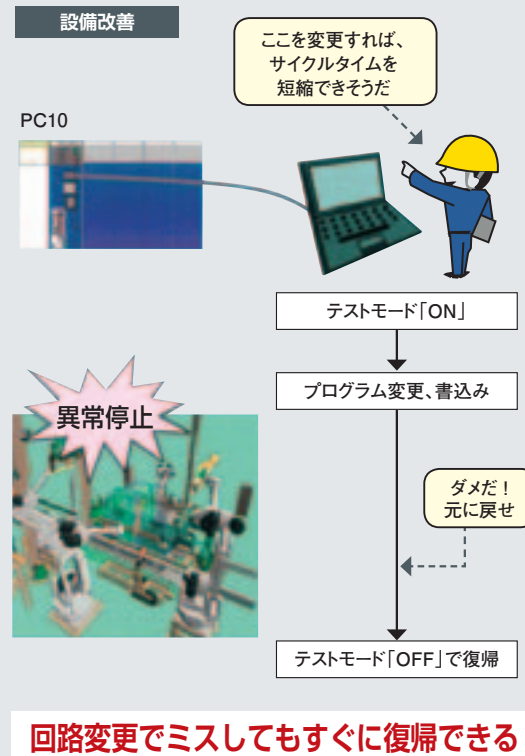 設備改善
ここを変更すれば、
サイクルタイムを
短縮できそうだ
PC10
テストモード「ON」
プログラム変更、書込み
異常停止
ダメだ！
元に戻せ
テストモード「OFF」で復帰
回路変更でミスしてもすぐに復帰できる